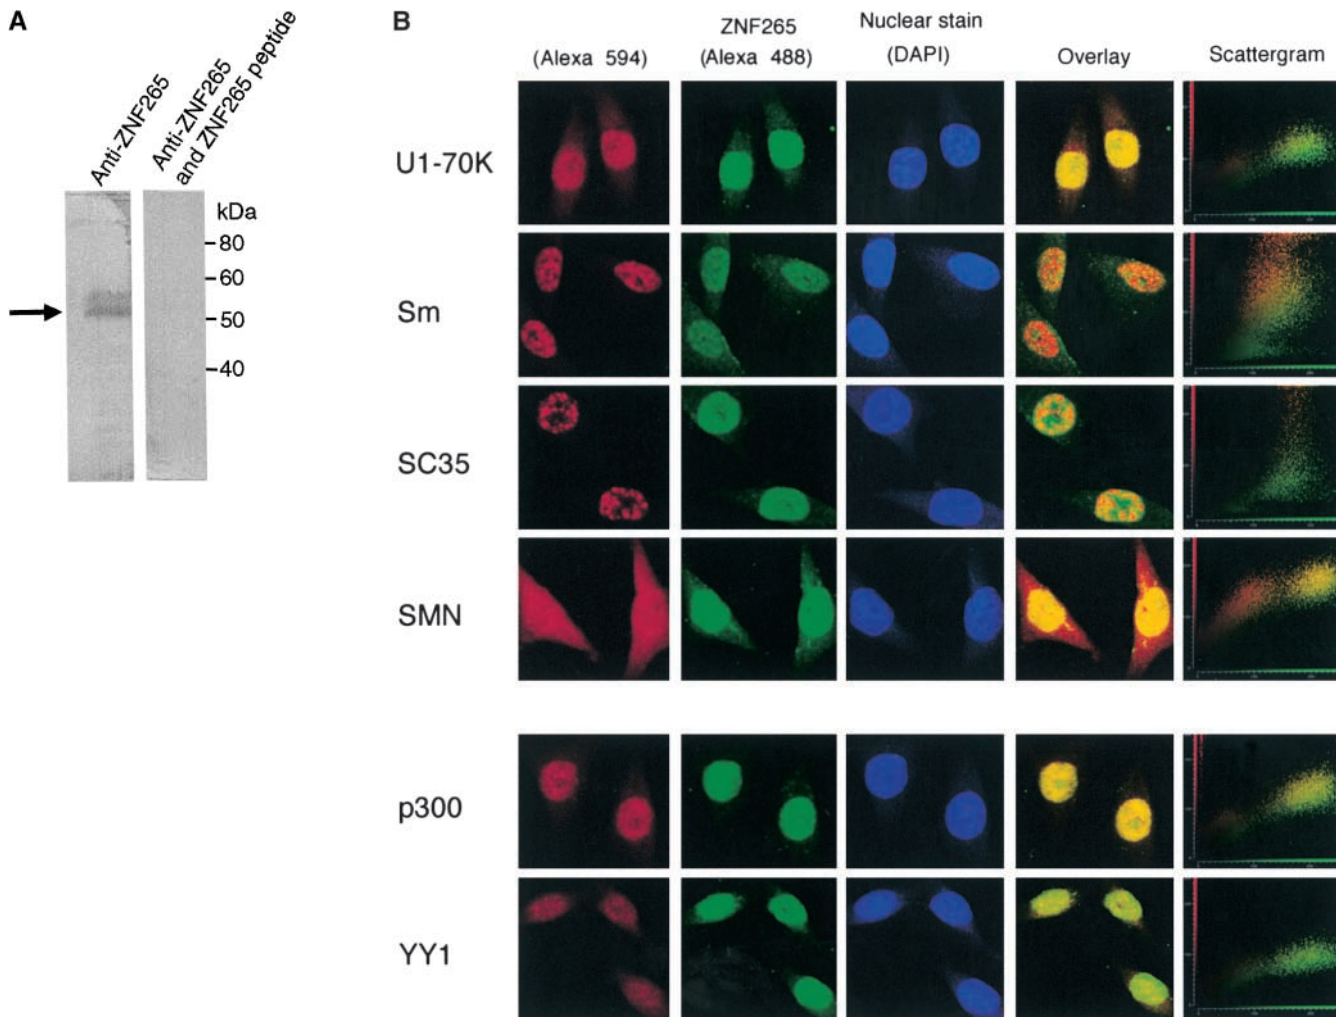 A
Anti-ZNF265
Anti-ZNF265
and ZNF265 peptide
kDa
80
60
50
40
B
(Alexa 594)
ZNF265
(Alexa 488)
Nuclear stain
(DAPI)
Overlay
Scattergram
U1-70K
Sm
SC35
SMN
p300
YY1